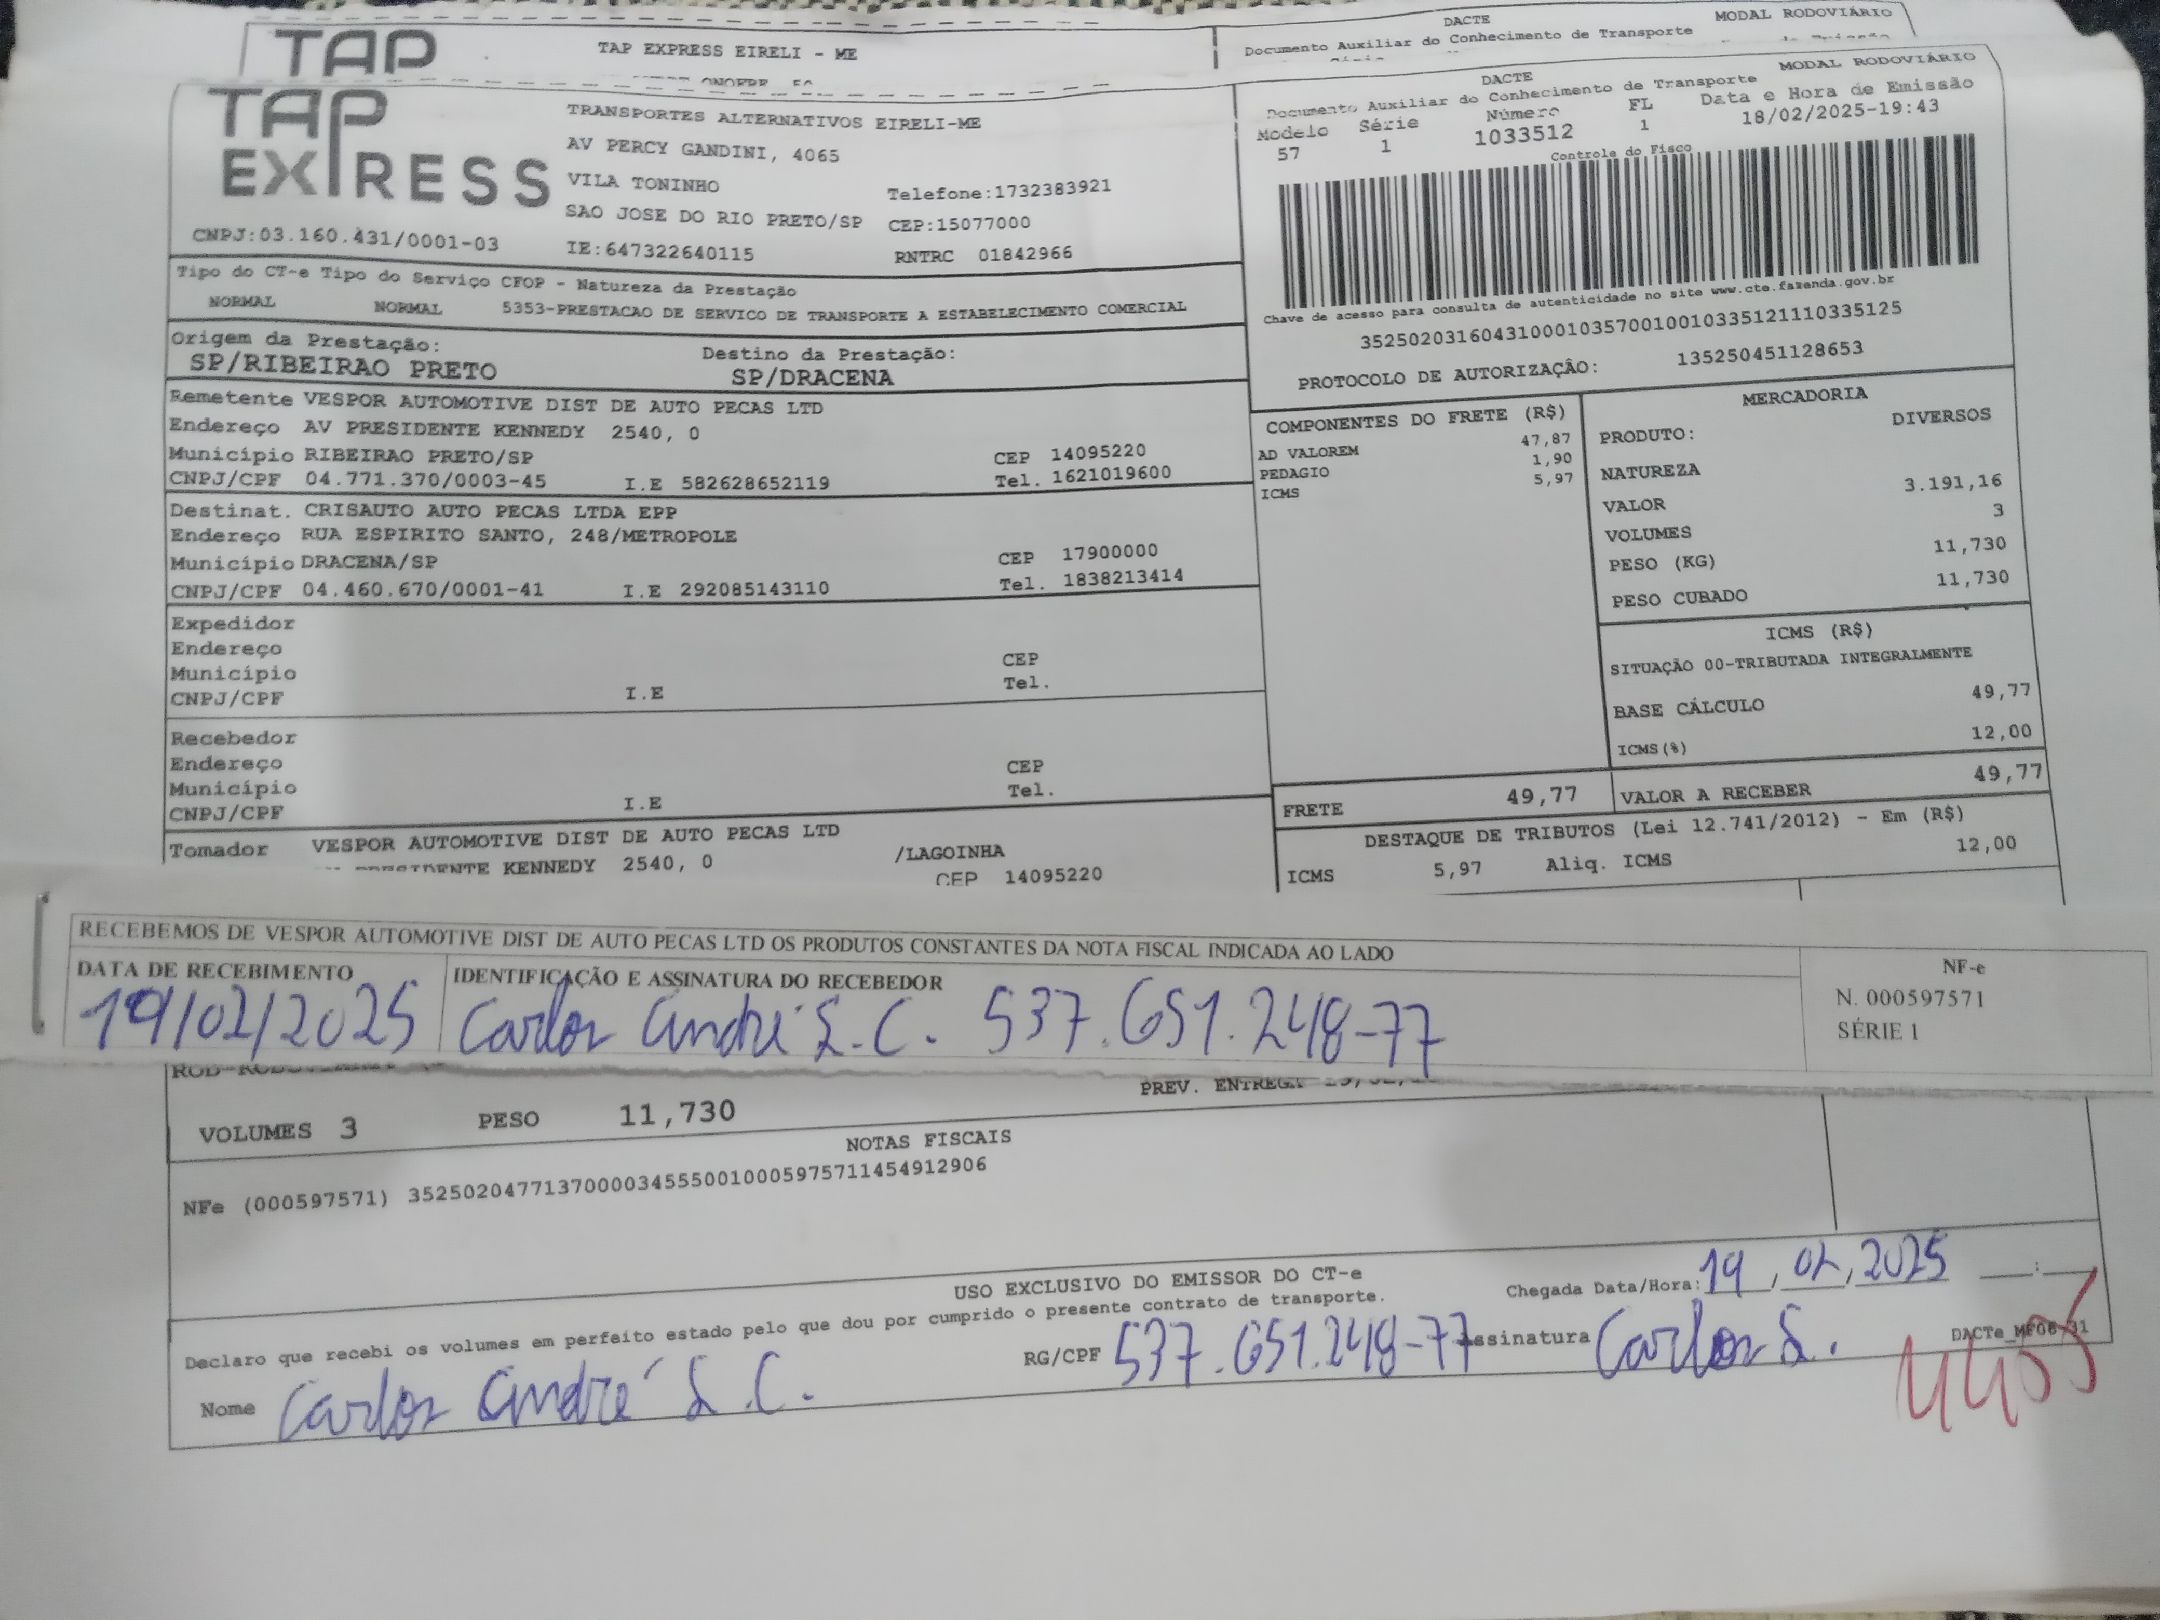 TAP
TAP EXPRESS EIRELI - ME
DACTE
MODAL RODOVIÁRIO
Documento Auxiliar do Conhecimento de Transporte
TAP EXPRESS
TRANSPORTES ALTERNATIVOS EIRELI-ME
AV PERCY GANDINI, 4065
VILA TONINHO
Telefone:1732383921
SAO JOSE DO RIO PRETO/SP CEP:15077000
CNPJ:03.160.431/0001-03
IE:647322640115
RNTRC 01842966
DACTE
MODAL RODOVIÁRIO
Documento Auxiliar do Conhecimento de Transporte
Modelo Série Número FL Data e Hora de Emissão
57 1 1033512 1 18/02/2025-19:43
Controle do Fisco
Chave de acesso para consulta de autenticidade no site www.cte.fazenda.gov.br
35250203160431000103570010010335121110335125
PROTOCOLO DE AUTORIZAÇÃO: 135250451128653
Tipo do CT-e Tipo do Serviço CFOP - Natureza da Prestação
NORMAL NORMAL 5353-PRESTACAO DE SERVICO DE TRANSPORTE A ESTABELECIMENTO COMERCIAL
Origem da Prestação: Destino da Prestação:
SP/RIBEIRAO PRETO SP/DRACENA
Remetente VESPOR AUTOMOTIVE DIST DE AUTO PECAS LTD
Endereço AV PRESIDENTE KENNEDY 2540, 0
Município RIBEIRAO PRETO/SP CEP 14095220
CNPJ/CPF 04.771.370/0003-45 I.E 582628652119 Tel. 1621019600
Destinat. CRISAUTO AUTO PECAS LTDA EPP
Endereço RUA ESPIRITO SANTO, 248/METROPOLE
Município DRACENA/SP CEP 17900000
CNPJ/CPF 04.460.670/0001-41 I.E 292085143110 Tel. 1838213414
Expedidor
Endereço
Município CEP
CNPJ/CPF I.E Tel.
Recebedor
Endereço
Município CEP
CNPJ/CPF I.E Tel.
Tomador VESPOR AUTOMOTIVE DIST DE AUTO PECAS LTD
PRESIDENTE KENNEDY 2540, 0 /LAGOINHA
CEP 14095220
COMPONENTES DO FRETE (R$)
AD VALOREM 47,87
PEDAGIO 1,90
ICMS 5,97
MERCADORIA
PRODUTO: DIVERSOS
NATUREZA
VALOR 3.191,16
VOLUMES 3
PESO (KG) 11,730
PESO CUBADO 11,730
ICMS (R$)
SITUAÇÃO 00-TRIBUTADA INTEGRALMENTE
BASE CÁLCULO 49,77
ICMS(%) 12,00
FRETE 49,77 VALOR A RECEBER 49,77
DESTAQUE DE TRIBUTOS (Lei 12.741/2012) - Em (R$)
ICMS 5,97 Aliq. ICMS 12,00
RECEBEMOS DE VESPOR AUTOMOTIVE DIST DE AUTO PECAS LTD OS PRODUTOS CONSTANTES DA NOTA FISCAL INDICADA AO LADO
DATA DE RECEBIMENTO IDENTIFICAÇÃO E ASSINATURA DO RECEBEDOR
19/02/2025 Carlos André S.C. 537.651.248-77
NF-e
N. 000597571
SÉRIE 1
PREV. ENTREGA
VOLUMES 3 PESO 11,730
NOTAS FISCAIS
NFe (000597571) 35250204771370000345550010005975711454912906
USO EXCLUSIVO DO EMISSOR DO CT-e
Declaro que recebi os volumes em perfeito estado pelo que dou por cumprido o presente contrato de transporte.
Chegada Data/Hora: 19/02/2025 __:__
Nome Carlos André S.C. RG/CPF 537.651.248-77 Assinatura Carlos S.